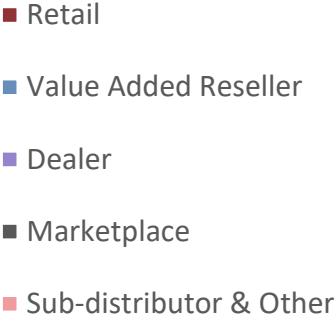 Retail
Value Added Reseller
Dealer
Marketplace
Sub-distributor & Other